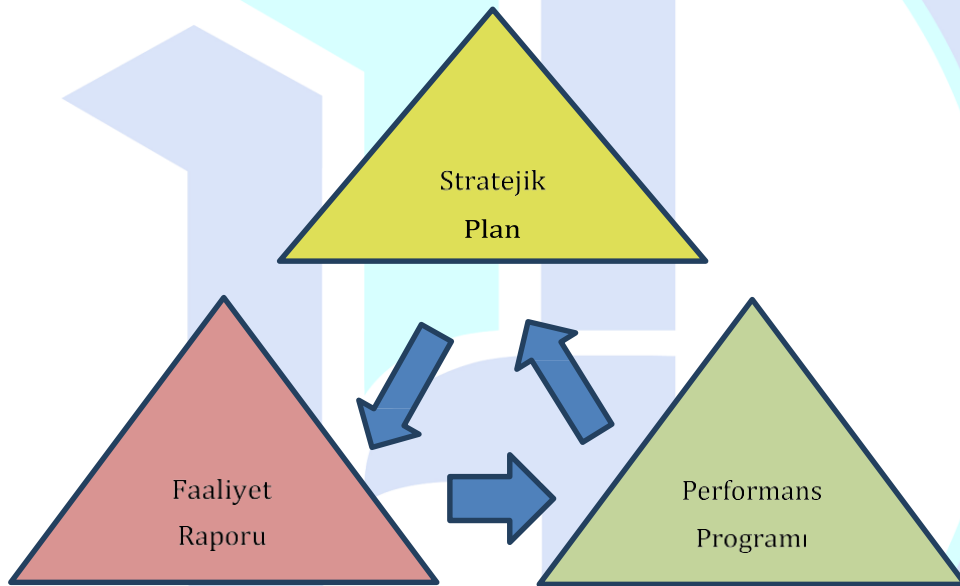 Stratejik
Plan
Faaliyet
Raporu
Performans
Programı